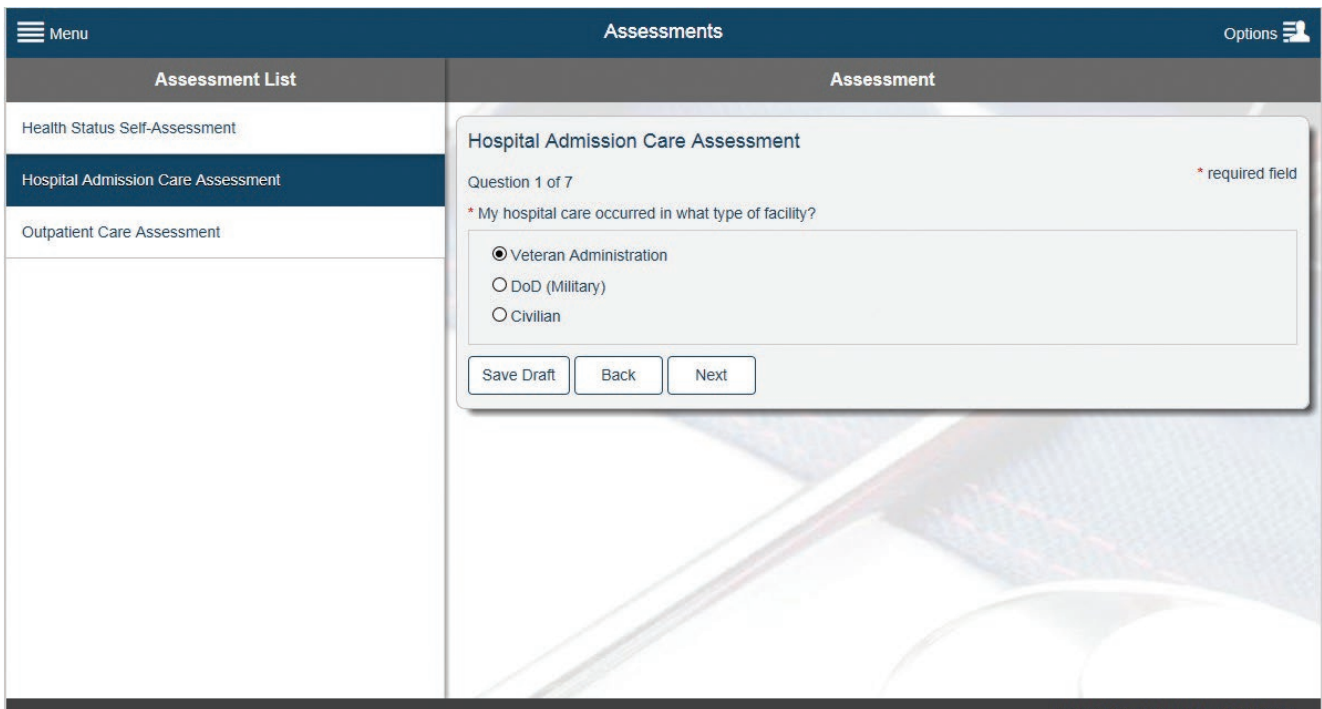 Menu
Assessments
Options
Assessment List
Assessment
Health Status Self-Assessment
Hospital Admission Care Assessment
Outpatient Care Assessment
Hospital Admission Care Assessment
Question 1 of 7
* required field
* My hospital care occurred in what type of facility?
Veteran Administration
DoD (Military)
Civilian
Save Draft
Back
Next